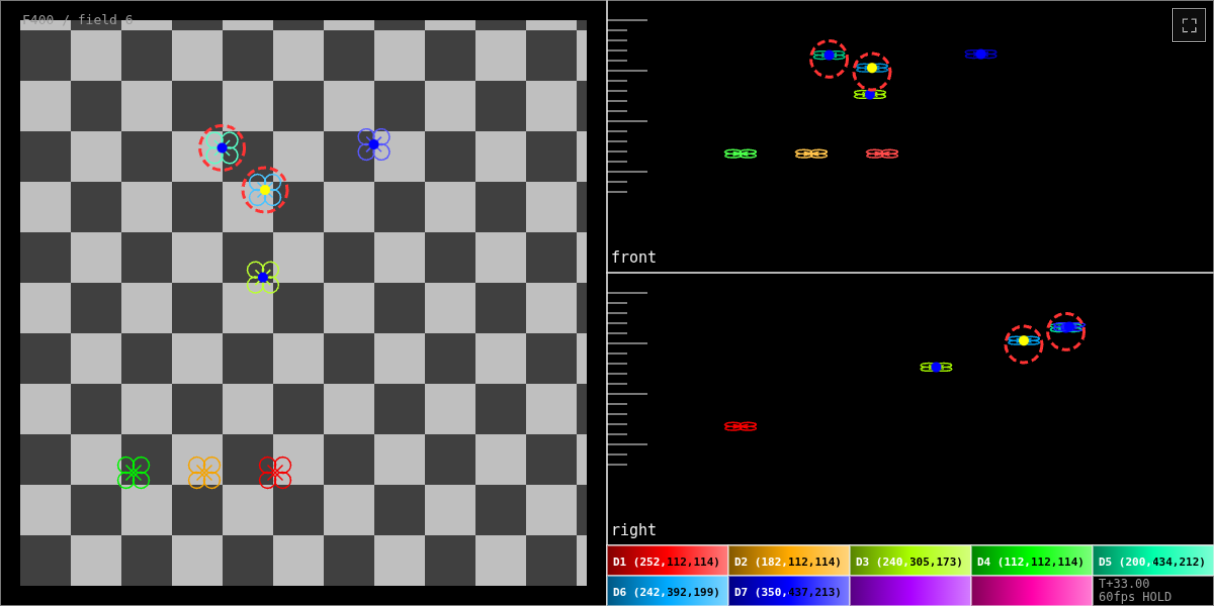 F400 / field 6
front
right
D1 (252,112,114)
D2 (182,112,114)
D3 (240,305,173)
D4 (112,112,114)
D5 (200,434,212)
D6 (242,392,199)
D7 (350,437,213)
T+33.00
60fps HOLD